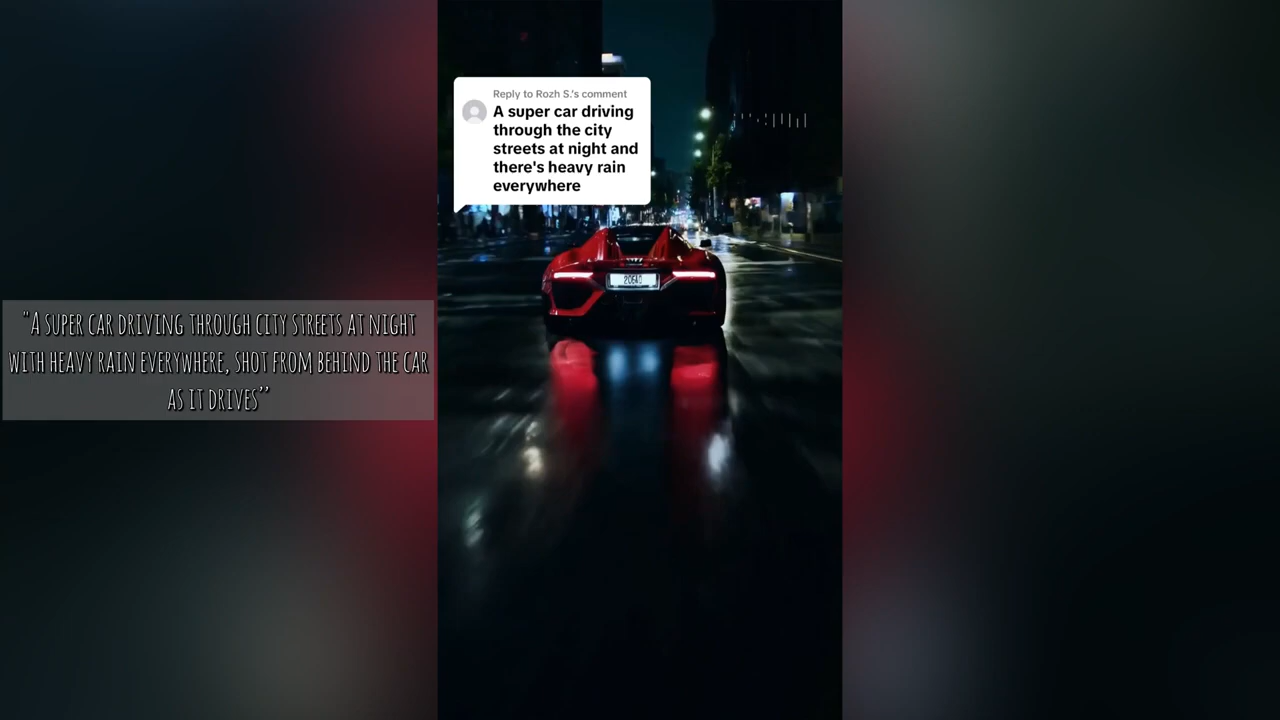 Reply to Rozh S.'s comment
A super car driving
through the city
streets at night and
there's heavy rain
everywhere
"A SUPER CAR DRIVING THROUGH CITY STREETS AT NIGHT
WITH HEAVY RAIN EVERYWHERE, SHOT FROM BEHIND THE CAR
AS IT DRIVES”